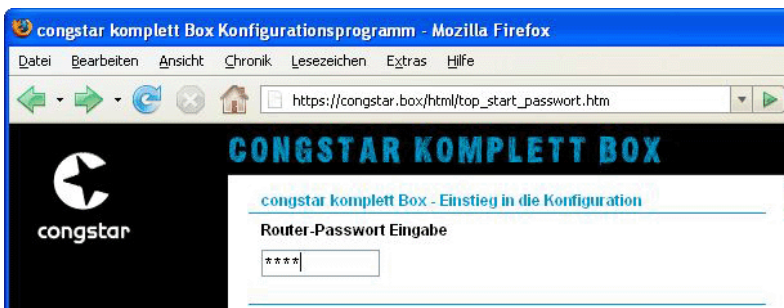 congstar komplett Box Konfigurationsprogramm - Mozilla Firefox
Datei Bearbeiten Ansicht Chronik Lesezeichen Extras Hilfe
https://congstar.box/html/top_start_passwort.htm
CONGSTAR KOMPLETT BOX
congstar
congstar komplett Box - Einstieg in die Konfiguration
Router-Passwort Eingabe
****